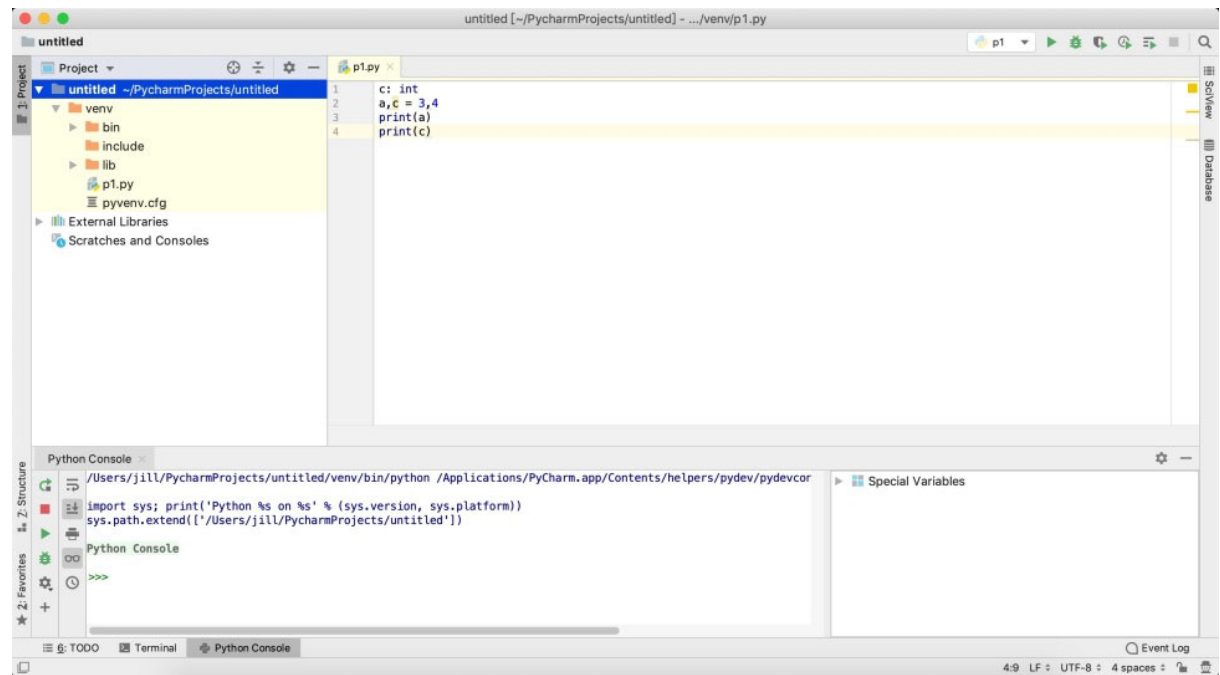 untitled [~/PycharmProjects/untitled] - .../venv/p1.py
untitled
p1
1: Project
Project
p1.py
untitled ~/PycharmProjects/untitled
venv
bin
include
lib
p1.py
pyvenv.cfg
External Libraries
Scratches and Consoles
1 c: int
2 a,c = 3,4
3 print(a)
4 print(c)
SciView
Database
Python Console
/Users/jill/PycharmProjects/untitled/venv/bin/python /Applications/PyCharm.app/Contents/helpers/pydev/pydevcor
import sys; print('Python %s on %s' % (sys.version, sys.platform))
sys.path.extend(['/Users/jill/PycharmProjects/untitled'])
Python Console
>>>
Special Variables
Z: Structure
2: Favorites
6: TODO
Terminal
Python Console
Event Log
4:9 LF UTF-8 4 spaces